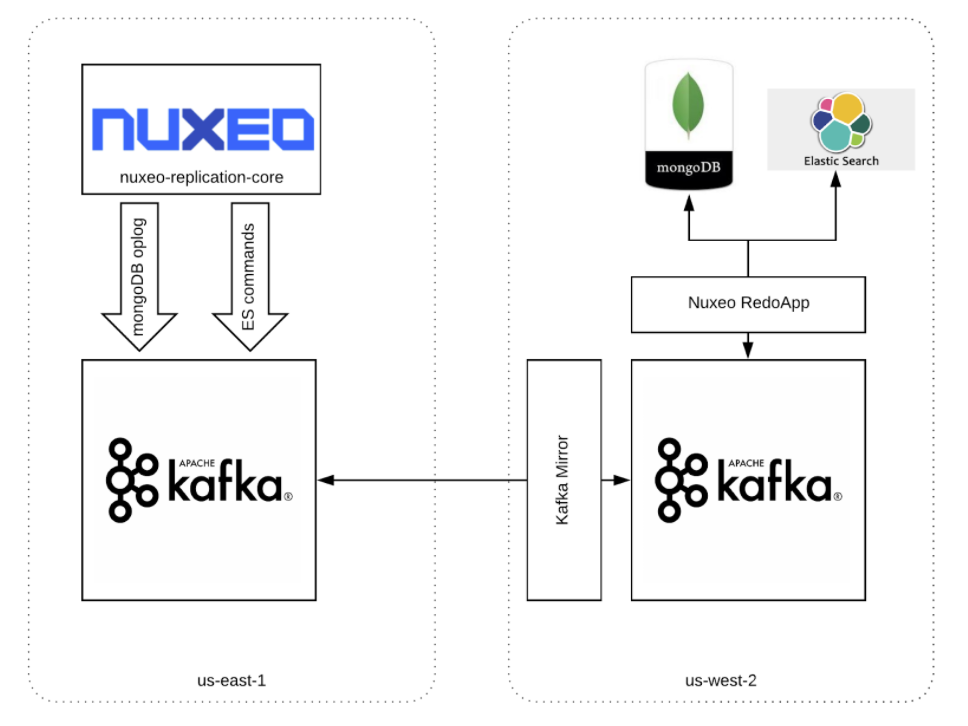 nuxeo
nuxeo-replication-core
mongoDB oplog
ES commands
APACHE
kafka®
us-east-1
mongoDB
Elastic Search
Nuxeo RedoApp
Kafka Mirror
APACHE
kafka®
us-west-2